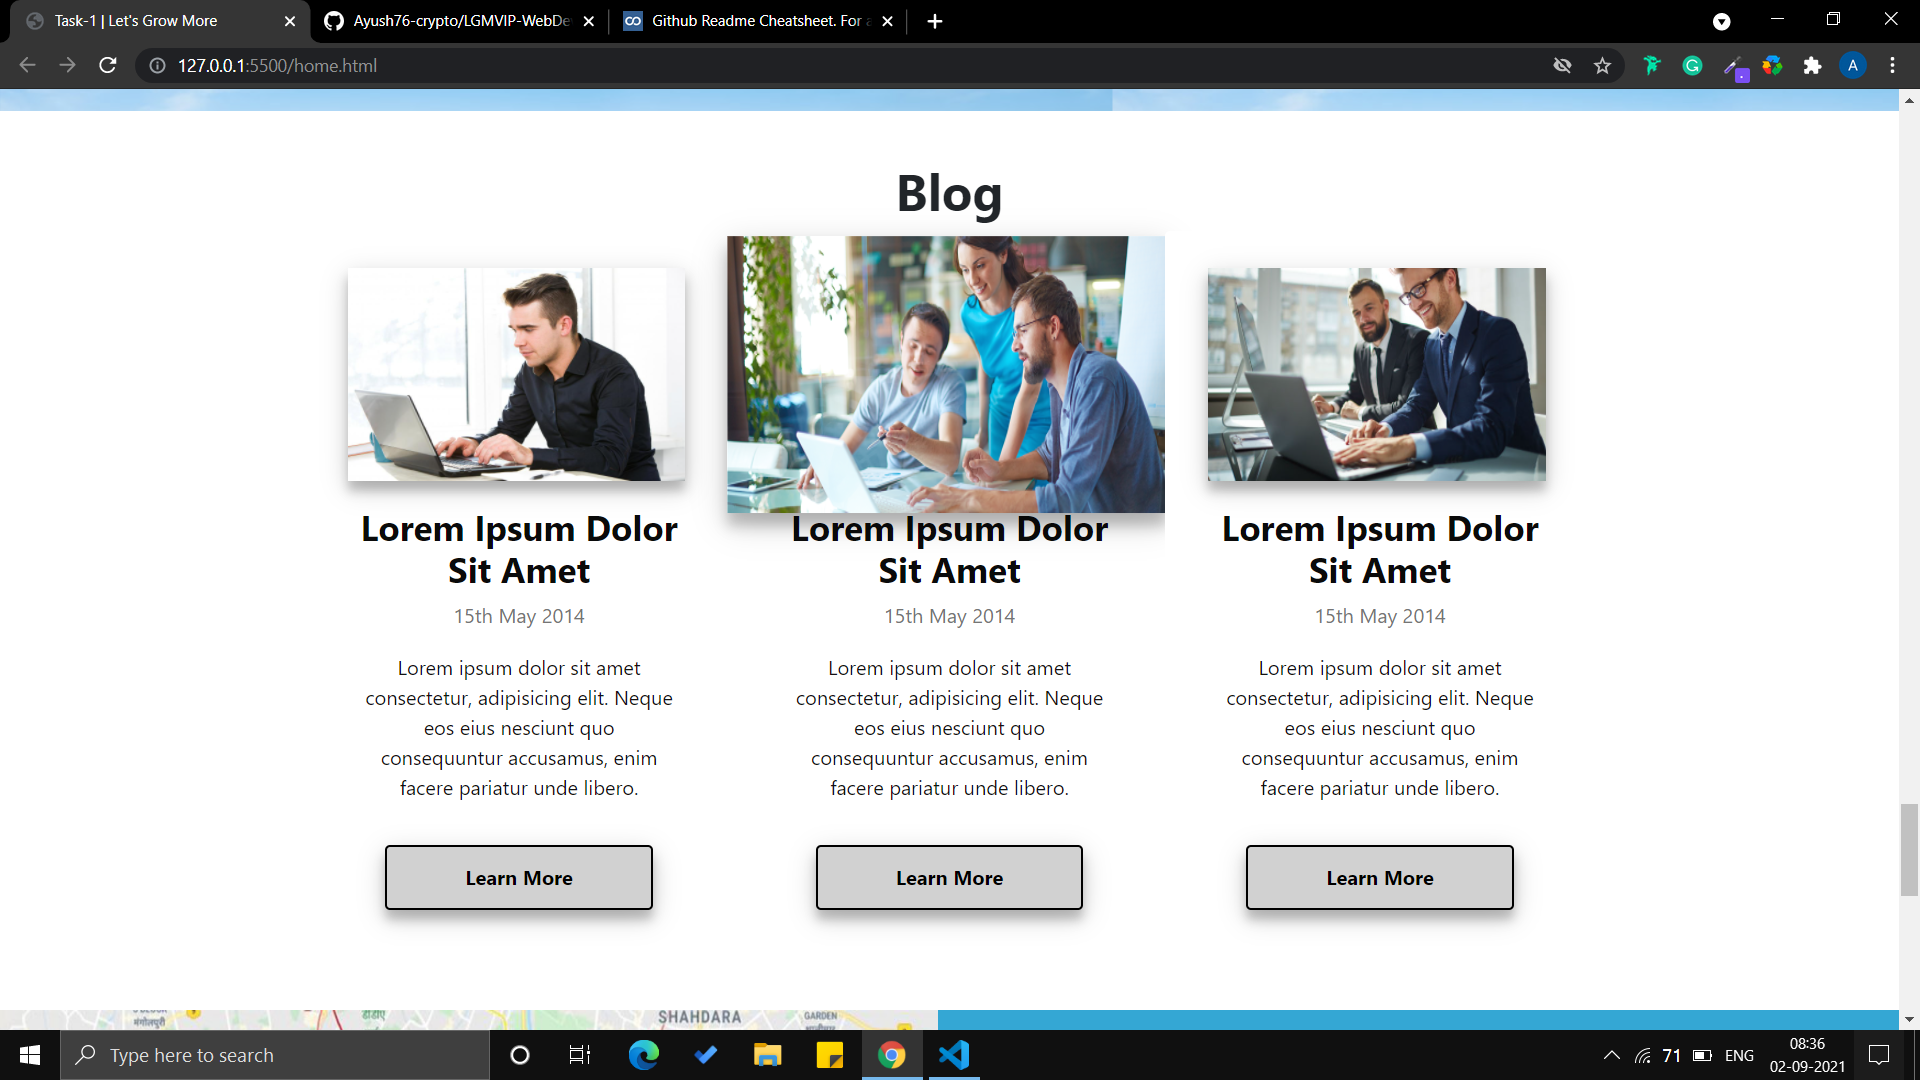 Task-1 | Let's Grow More
Ayush76-crypto/LGMVIP-WebDe
Github Readme Cheatsheet. For a
127.0.0.1:5500/home.html
A
Blog
Lorem Ipsum Dolor
Sit Amet
15th May 2014
Lorem ipsum dolor sit amet
consectetur, adipisicing elit. Neque
eos eius nesciunt quo
consequuntur accusamus, enim
facere pariatur unde libero.
Learn More
Lorem Ipsum Dolor
Sit Amet
15th May 2014
Lorem ipsum dolor sit amet
consectetur, adipisicing elit. Neque
eos eius nesciunt quo
consequuntur accusamus, enim
facere pariatur unde libero.
Learn More
Lorem Ipsum Dolor
Sit Amet
15th May 2014
Lorem ipsum dolor sit amet
consectetur, adipisicing elit. Neque
eos eius nesciunt quo
consequuntur accusamus, enim
facere pariatur unde libero.
Learn More
मंगोलपुरी
SHAHDARA
GARDEN
Type here to search
71
ENG
08:36
02-09-2021